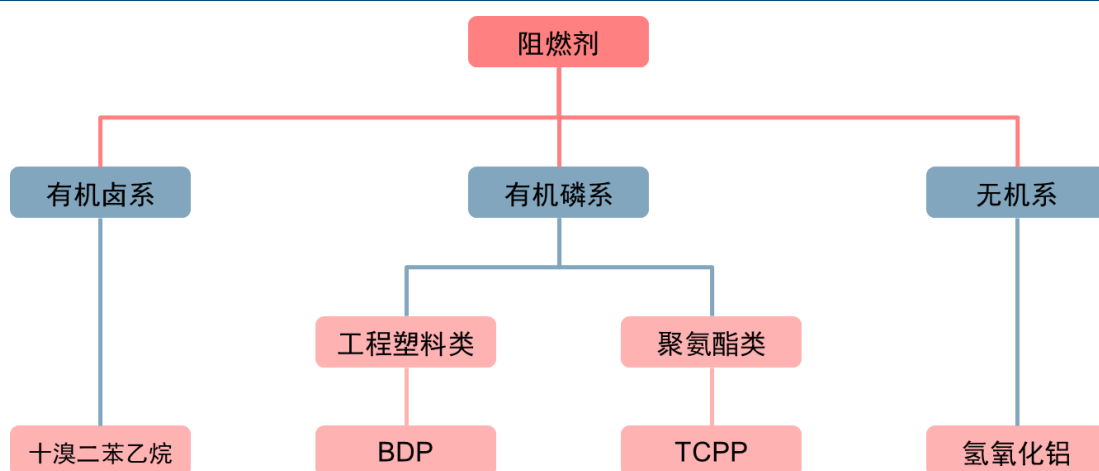 阻燃剂
有机卤系
有机磷系
无机系
工程塑料类
聚氨酯类
十溴二苯乙烷
BDP
TCPP
氢氧化铝